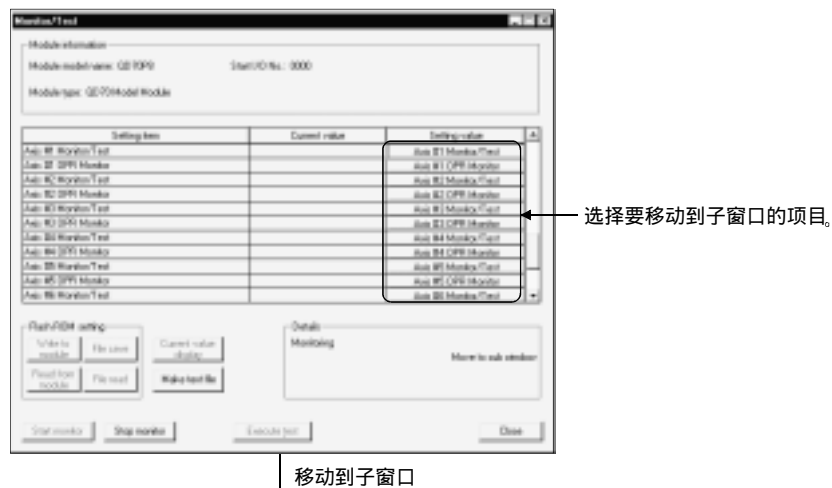 Monitor/Test
Module information
Module model name: QD70P8 Start I/O No.: 0000
Module type: QD70 Model Module
Setting item Current value Setting value
Axis #1 Monitor/Test Axis #1 Monitor/Test
Axis #1 OPR Monitor Axis #1 OPR Monitor
Axis #2 Monitor/Test Axis #2 Monitor/Test
Axis #2 OPR Monitor Axis #2 OPR Monitor
Axis #3 Monitor/Test Axis #3 Monitor/Test
Axis #3 OPR Monitor Axis #3 OPR Monitor
Axis #4 Monitor/Test Axis #4 Monitor/Test
Axis #4 OPR Monitor Axis #4 OPR Monitor
Axis #5 Monitor/Test Axis #5 Monitor/Test
Axis #5 OPR Monitor Axis #5 OPR Monitor
Axis #6 Monitor/Test Axis #6 Monitor/Test
选择要移动到子窗口的项目。
Flash ROM setting
Write to module File save Current value display
Read from module File read Make text file
Details
Monitoring
Move to sub window
Start monitor Stop monitor Execute test Close
移动到子窗口